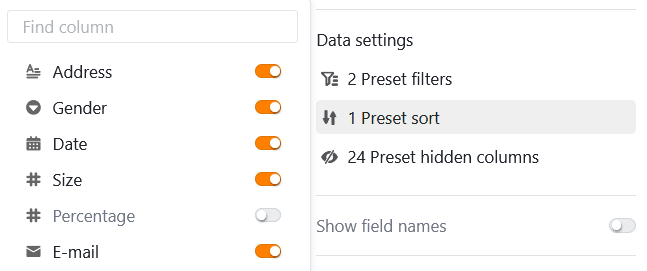 Find column
Address
Gender
Date
Size
Percentage
E-mail
Data settings
2 Preset filters
1 Preset sort
24 Preset hidden columns
Show field names